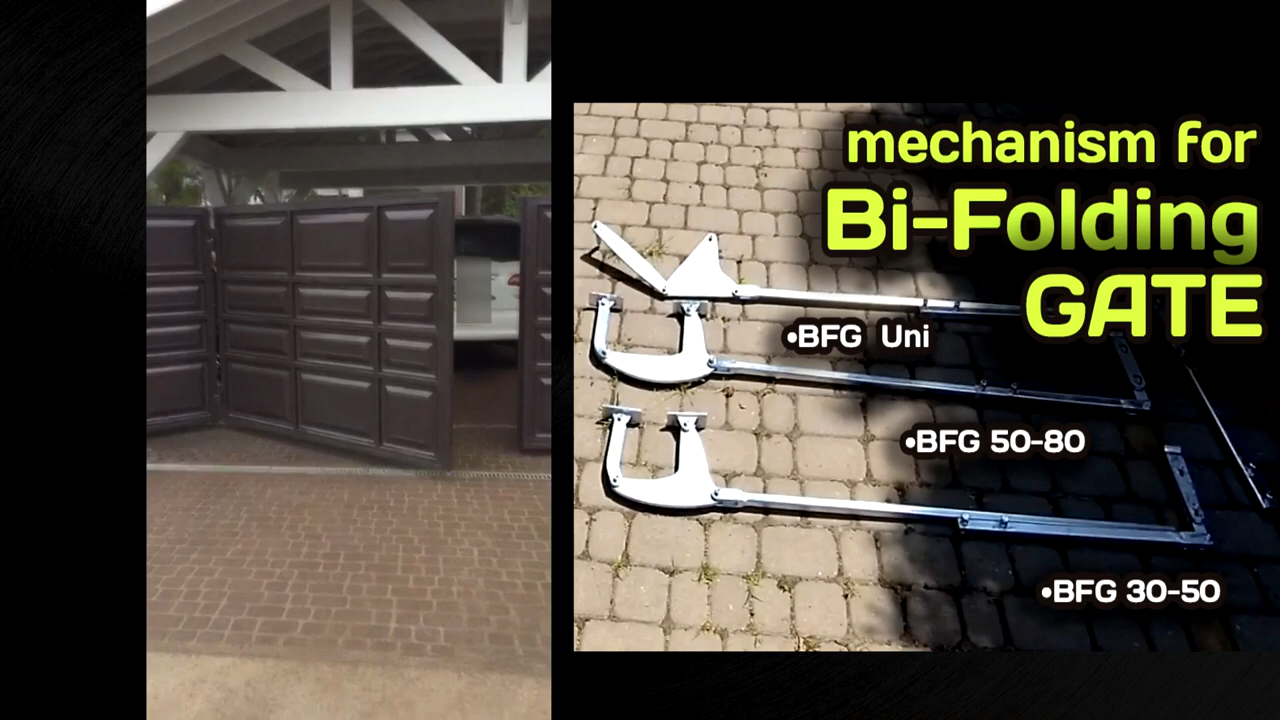 mechanism for
Bi-Folding
GATE
•BFG Uni
•BFG 50-80
•BFG 30-50